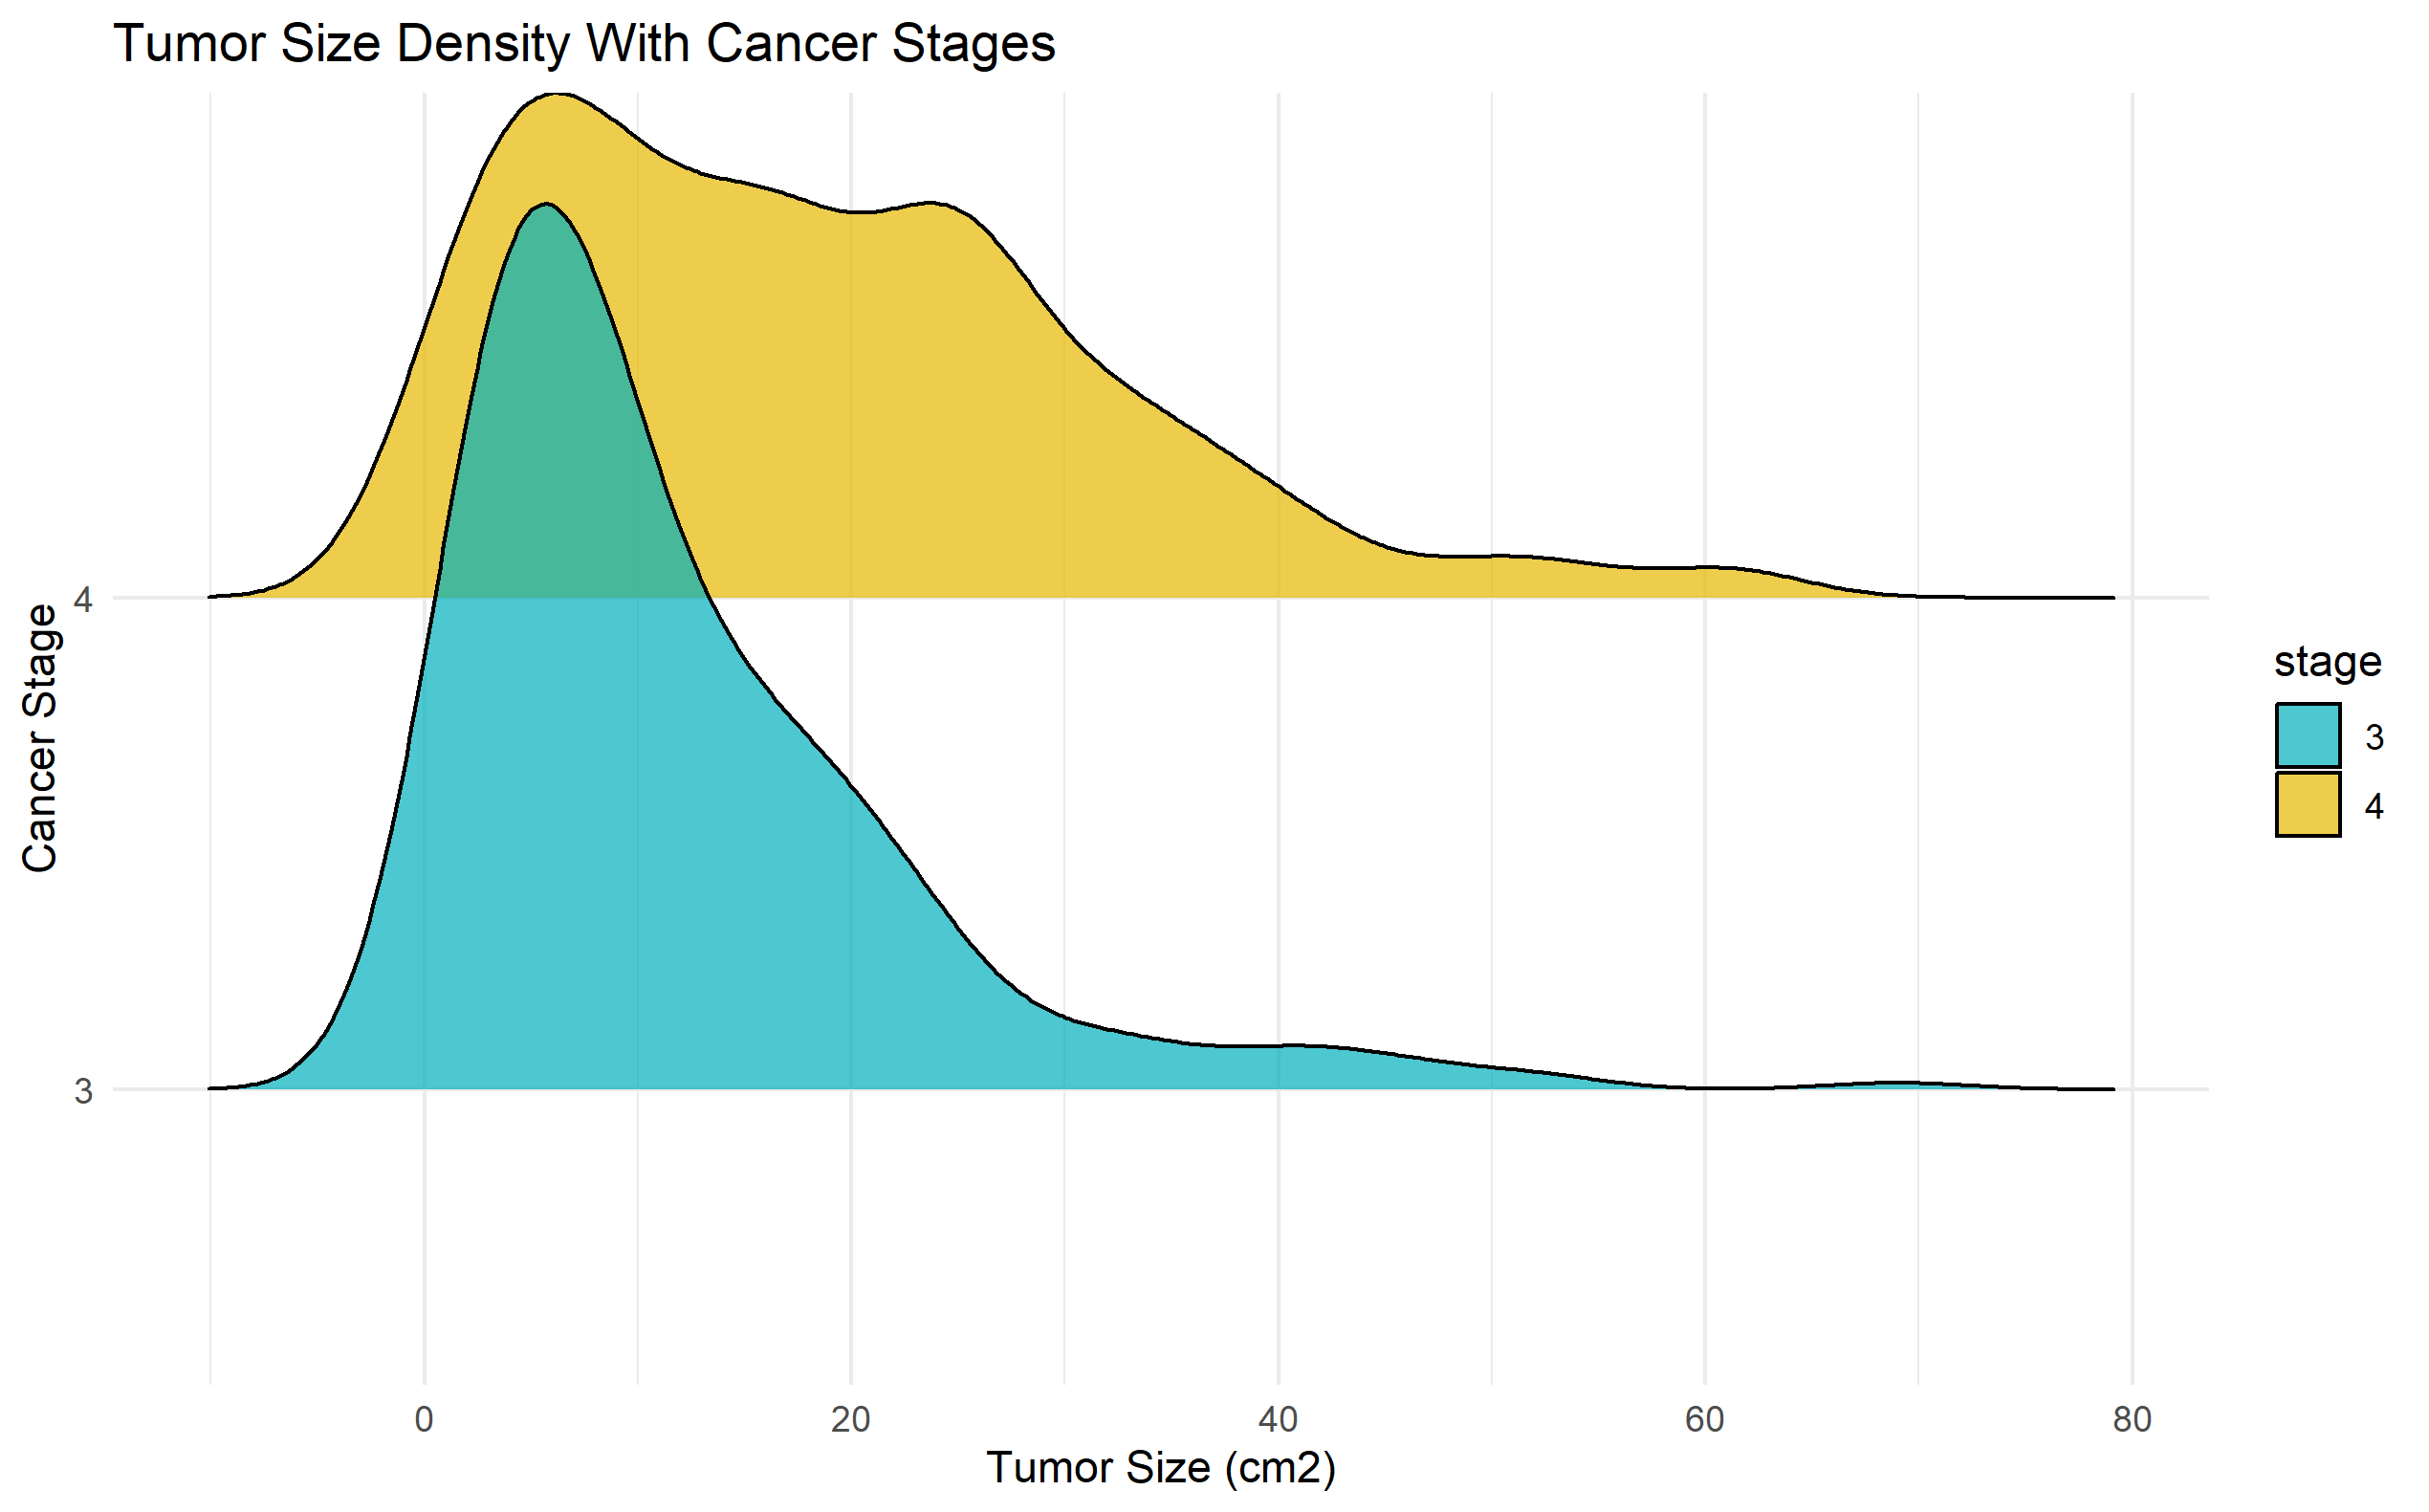 Tumor Size Density With Cancer Stages
Cancer Stage
4
3
0 20 40 60 80
Tumor Size (cm2)
stage
3
4